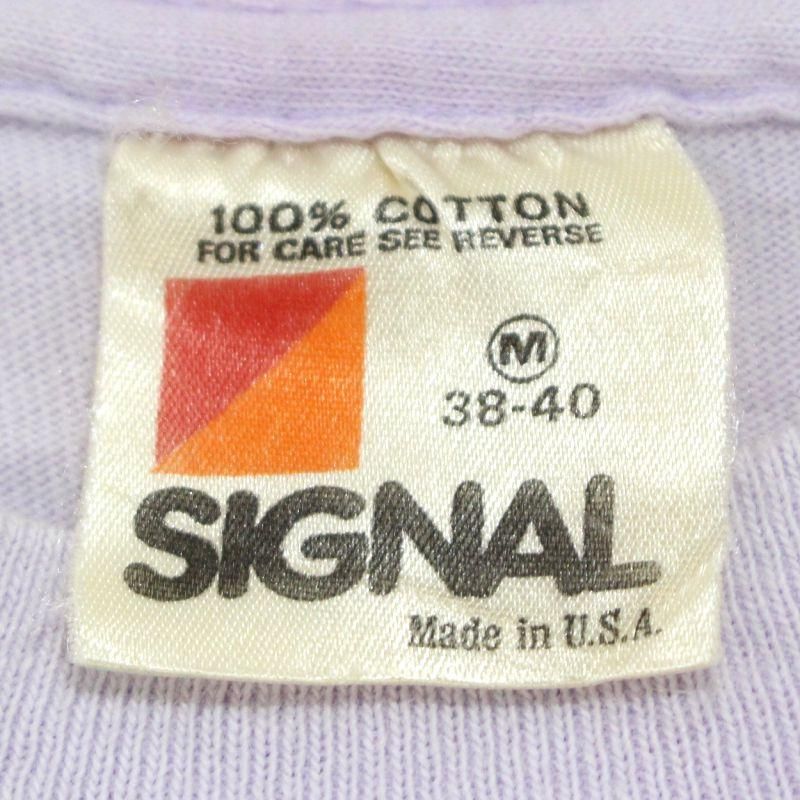 100% COTTON
FOR CARE SEE REVERSE
M
38-40
SIGNAL
Made in U.S.A.